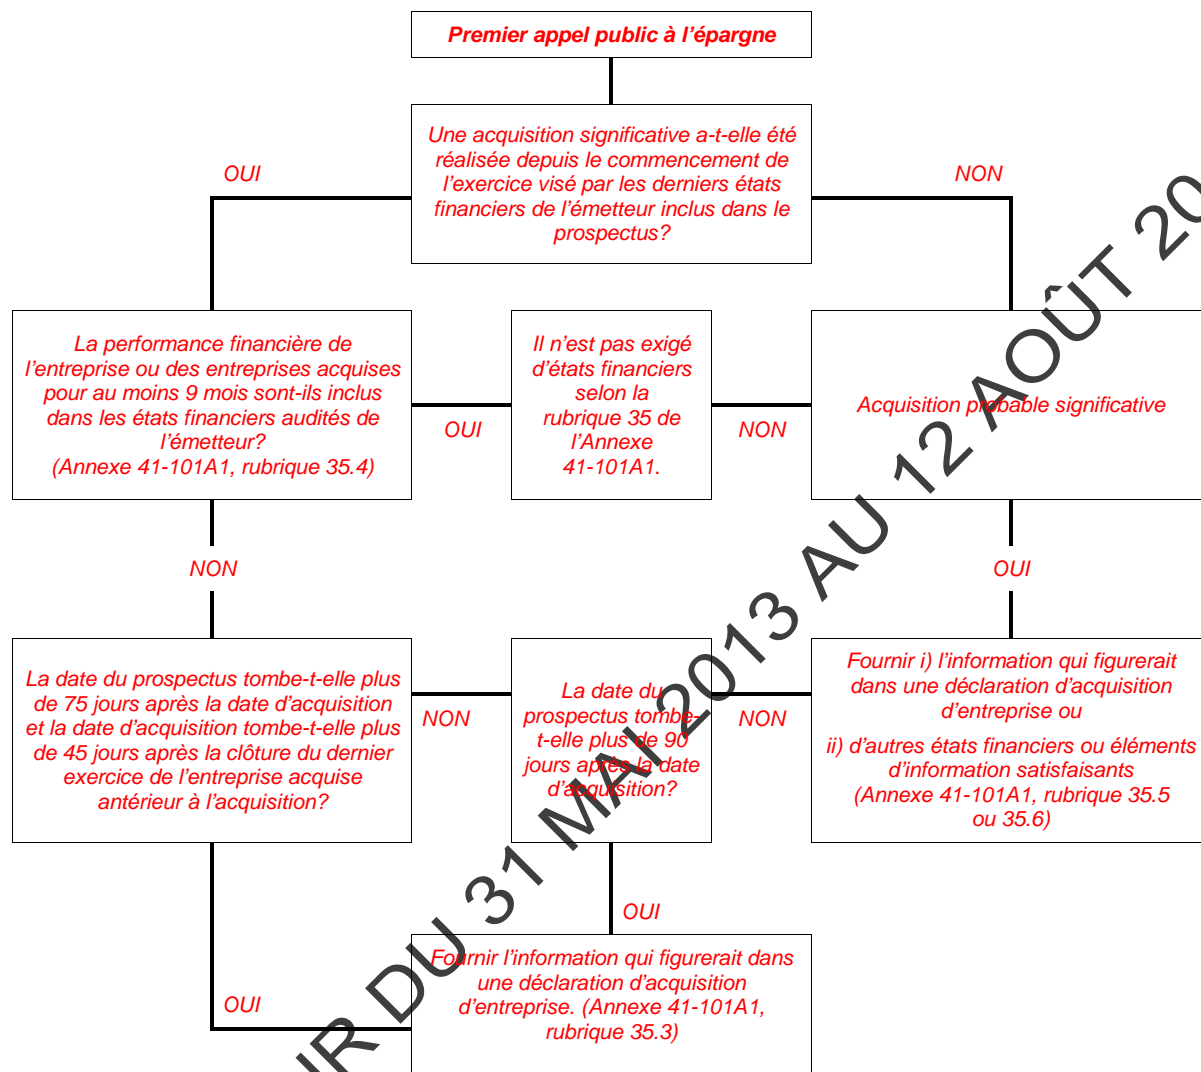 Premier appel public à l'épargne
Une acquisition significative a-t-elle été
réalisée depuis le commencement de
l'exercice visé par les derniers états
financiers de l'émetteur inclus dans le
prospectus?
OUI
NON
La performance financière de
l'entreprise ou des entreprises acquises
pour au moins 9 mois sont-ils inclus
dans les états financiers audités de
l'émetteur?
(Annexe 41-101A1, rubrique 35.4)
OUI
Il n'est pas exigé
d'états financiers
selon la
rubrique 35 de
l'Annexe
41-101A1.
NON
Acquisition probable significative
NON
OUI
La date du prospectus tombe-t-elle plus
de 75 jours après la date d'acquisition
et la date d'acquisition tombe-t-elle plus
de 45 jours après la clôture du dernier
exercice de l'entreprise acquise
antérieur à l'acquisition?
NON
La date du
prospectus tombe-
t-elle plus de 90
jours après la date
d'acquisition?
NON
Fournir i) l'information qui figurerait
dans une déclaration d'acquisition
d'entreprise ou
ii) d'autres états financiers ou éléments
d'information satisfaisants
(Annexe 41-101A1, rubrique 35.5
ou 35.6)
OUI
OUI
Fournir l'information qui figurerait dans
une déclaration d'acquisition
d'entreprise. (Annexe 41-101A1,
rubrique 35.3)
DU 31 MAI 2013 AU 12 AOÛT